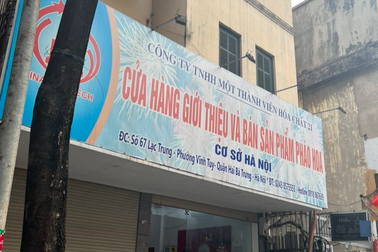 CÔNG TY TNHH MỘT THÀNH VIÊN HÓA CHẤT 21
CỬA HÀNG GIỚI THIỆU VÀ BÁN SẢN PHẨM PHÁO HOA
CƠ SỞ HÀ NỘI
ĐC: Số 67 Lạc Trung - Phường Vĩnh Tuy - Quận Hai Bà Trưng - Hà Nội * ĐT: